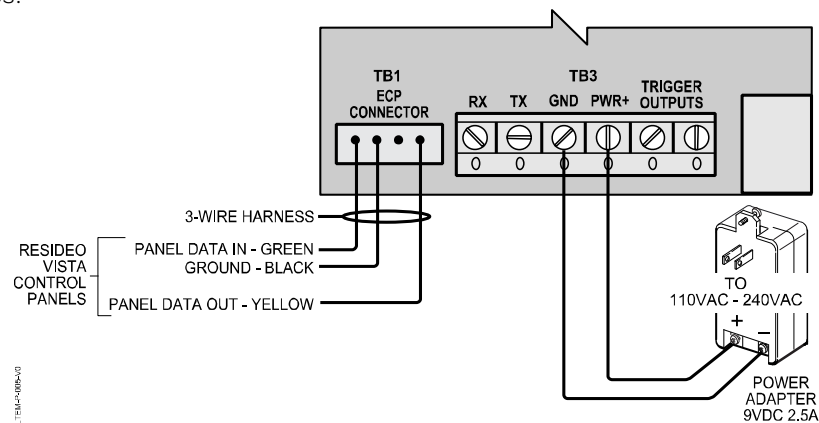 TB1
ECP
CONNECTOR
TB3
RX TX GND PWR+ TRIGGER
OUTPUTS
0 0 0 0 0 0
3-WIRE HARNESS
RESIDEO
VISTA
CONTROL
PANELS
PANEL DATA IN - GREEN
GROUND - BLACK
PANEL DATA OUT - YELLOW
TO
110VAC - 240VAC
+ –
POWER
ADAPTER
9VDC 2.5A